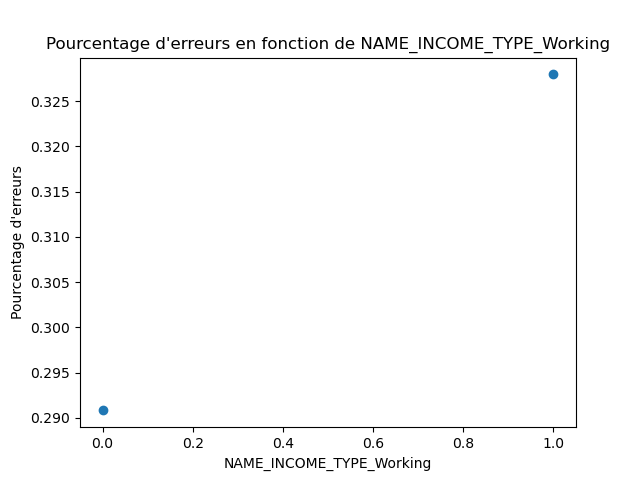 Pourcentage d'erreurs en fonction de NAME_INCOME_TYPE_Working
Pourcentage d'erreurs
0.325
0.320
0.315
0.310
0.305
0.300
0.295
0.290
0.0 0.2 0.4 0.6 0.8 1.0
NAME_INCOME_TYPE_Working